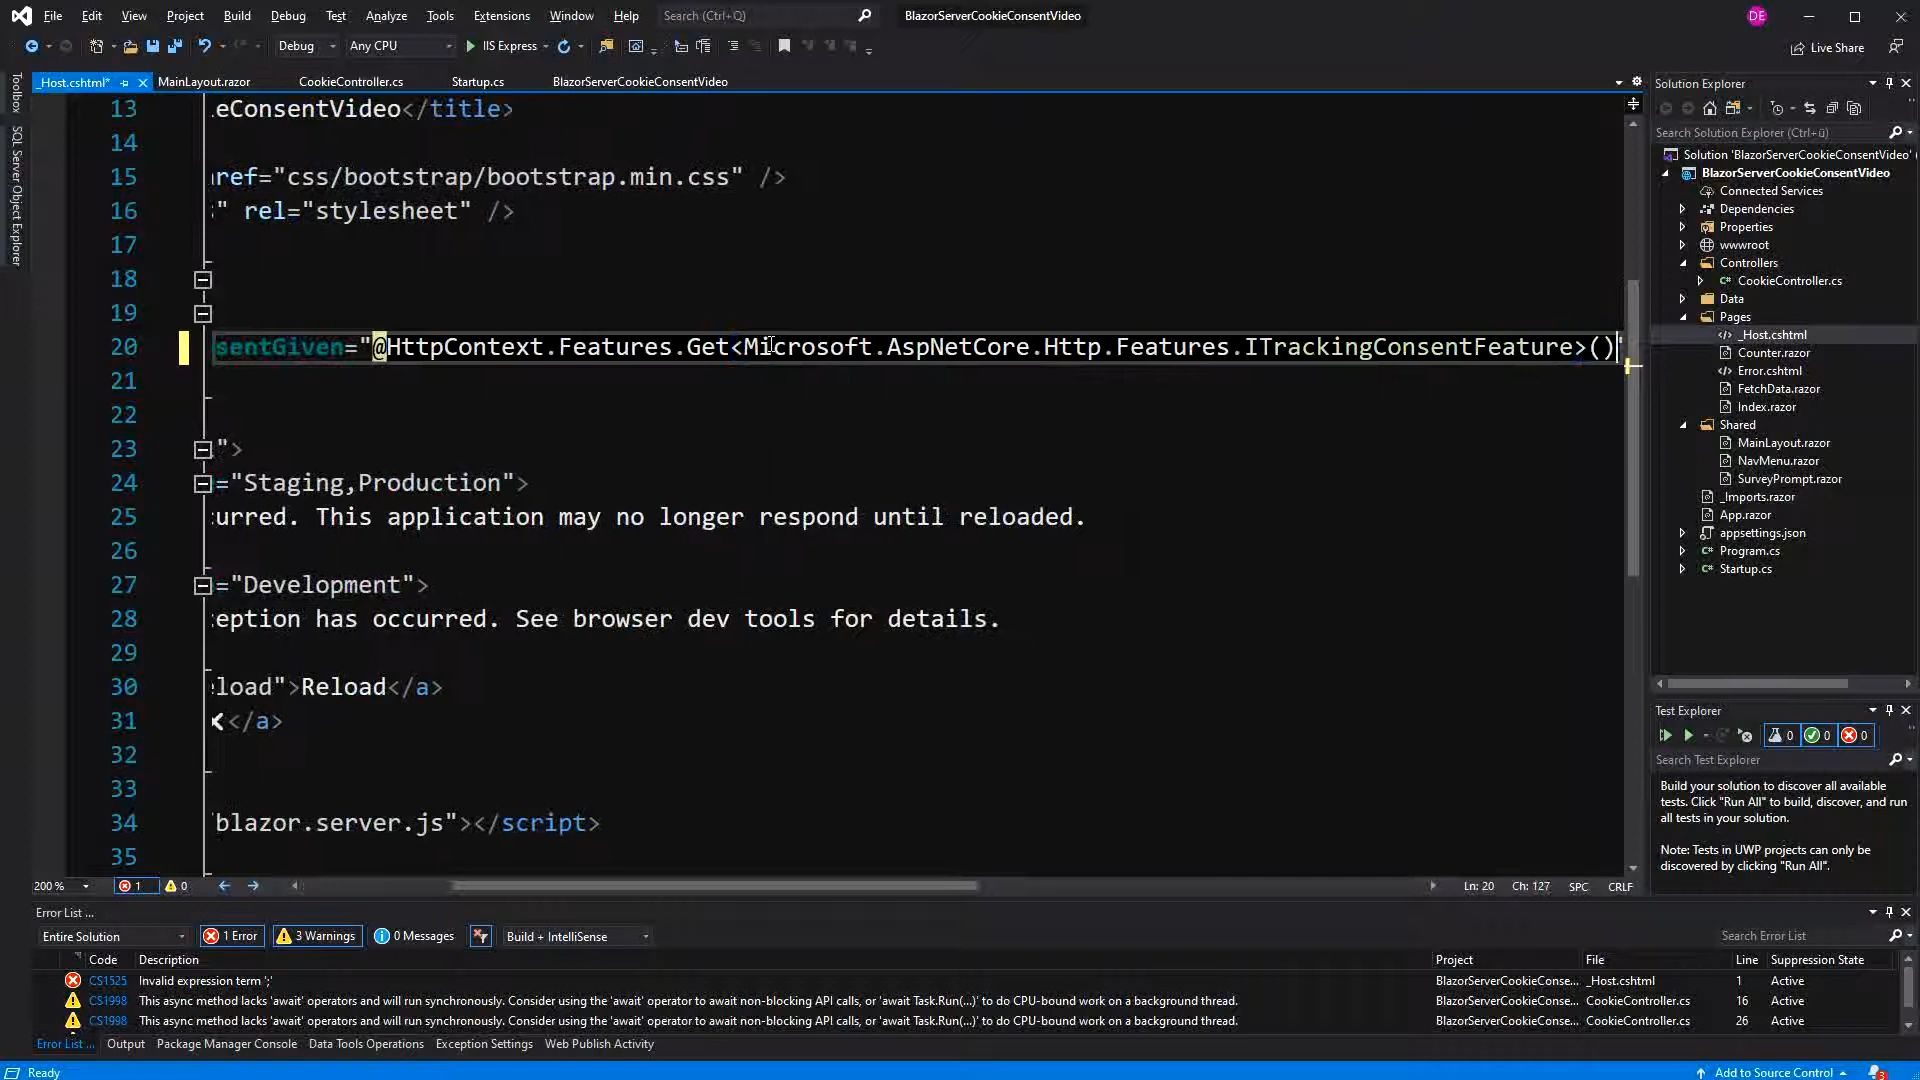 File Edit View Project Build Debug Test Analyze Tools Extensions Window Help Search (Ctrl+Q) BlazorServerCookieConsentVideo DE
Debug Any CPU IIS Express Live Share
_Host.cshtml* MainLayout.razor CookieController.cs Startup.cs BlazorServerCookieConsentVideo
Toolbox
SQL Server Object Explorer
13 eConsentVideo</title>
14
15 ref="css/bootstrap/bootstrap.min.css" />
16 " rel="stylesheet" />
17
18
19
20 sentGiven="@HttpContext.Features.Get<Microsoft.AspNetCore.Http.Features.ITrackingConsentFeature>()"
21
22
23 ">
24 ="Staging,Production">
25 urred. This application may no longer respond until reloaded.
26
27 ="Development">
28 eption has occurred. See browser dev tools for details.
29
30 eload">Reload</a>
31 </a>
32
33
34 blazor.server.js"></script>
35
200 % 1 0 Ln: 20 Ch: 127 SPC CRLF
Solution Explorer
Search Solution Explorer (Ctrl+ü)
Solution 'BlazorServerCookieConsentVideo' (
BlazorServerCookieConsentVideo
Connected Services
Dependencies
Properties
wwwroot
Controllers
C# CookieController.cs
Data
Pages
_Host.cshtml
Counter.razor
Error.cshtml
FetchData.razor
Index.razor
Shared
MainLayout.razor
NavMenu.razor
SurveyPrompt.razor
_Imports.razor
App.razor
appsettings.json
C# Program.cs
C# Startup.cs
Test Explorer
0 0 0
Search Test Explorer
Build your solution to discover all available
tests. Click "Run All" to build, discover, and run
all tests in your solution.
Note: Tests in UWP projects can only be
discovered by clicking "Run All".
Error List ...
Entire Solution 1 Error 3 Warnings 0 Messages Build + IntelliSense Search Error List
Code Description Project File Line Suppression State
CS1525 Invalid expression term ';' BlazorServerCookieConse... _Host.cshtml 1 Active
CS1998 This async method lacks 'await' operators and will run synchronously. Consider using the 'await' operator to await non-blocking API calls, or 'await Task.Run(...)' to do CPU-bound work on a background thread. BlazorServerCookieConse... CookieController.cs 16 Active
CS1998 This async method lacks 'await' operators and will run synchronously. Consider using the 'await' operator to await non-blocking API calls, or 'await Task.Run(...)' to do CPU-bound work on a background thread. BlazorServerCookieConse... CookieController.cs 26 Active
Error List ... Output Package Manager Console Data Tools Operations Exception Settings Web Publish Activity
Ready Add to Source Control 3